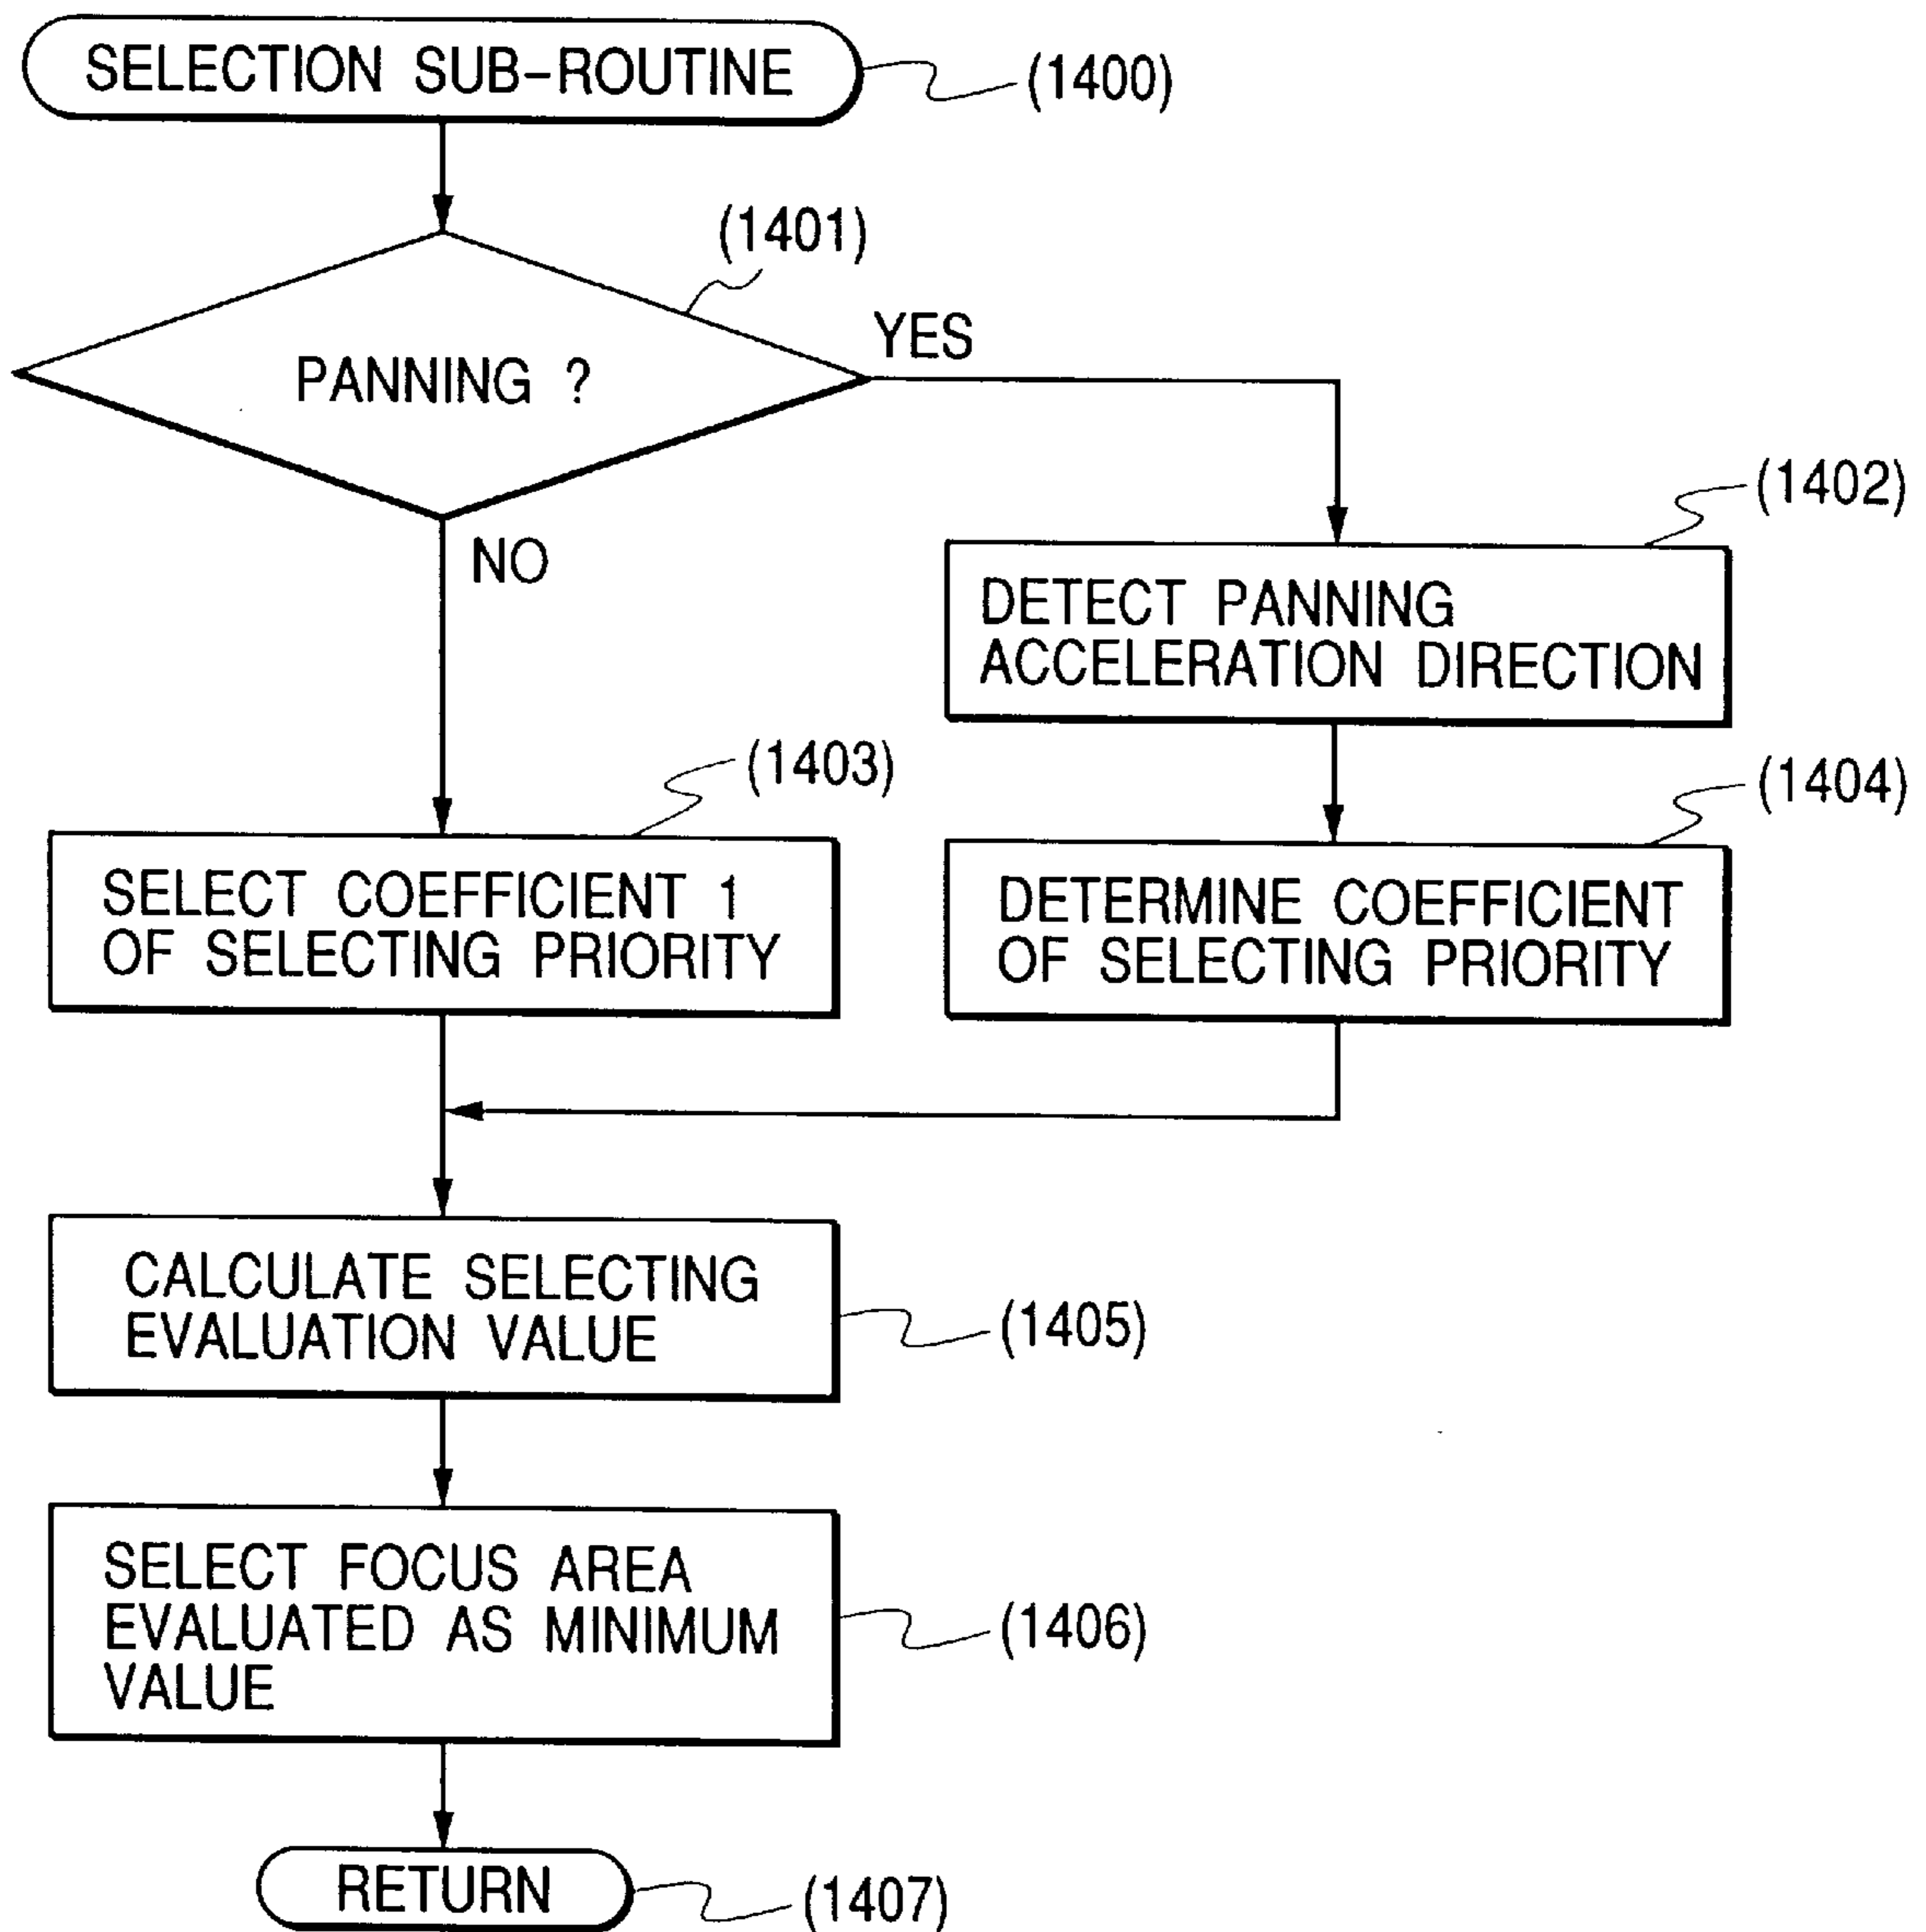 SELECTION SUB-ROUTINE
(1400)
(1401)
PANNING ?
YES
NO
(1402)
DETECT PANNING
ACCELERATION DIRECTION
(1403)
SELECT COEFFICIENT 1
OF SELECTING PRIORITY
(1404)
DETERMINE COEFFICIENT
OF SELECTING PRIORITY
CALCULATE SELECTING
EVALUATION VALUE
(1405)
SELECT FOCUS AREA
EVALUATED AS MINIMUM
VALUE
(1406)
RETURN
(1407)